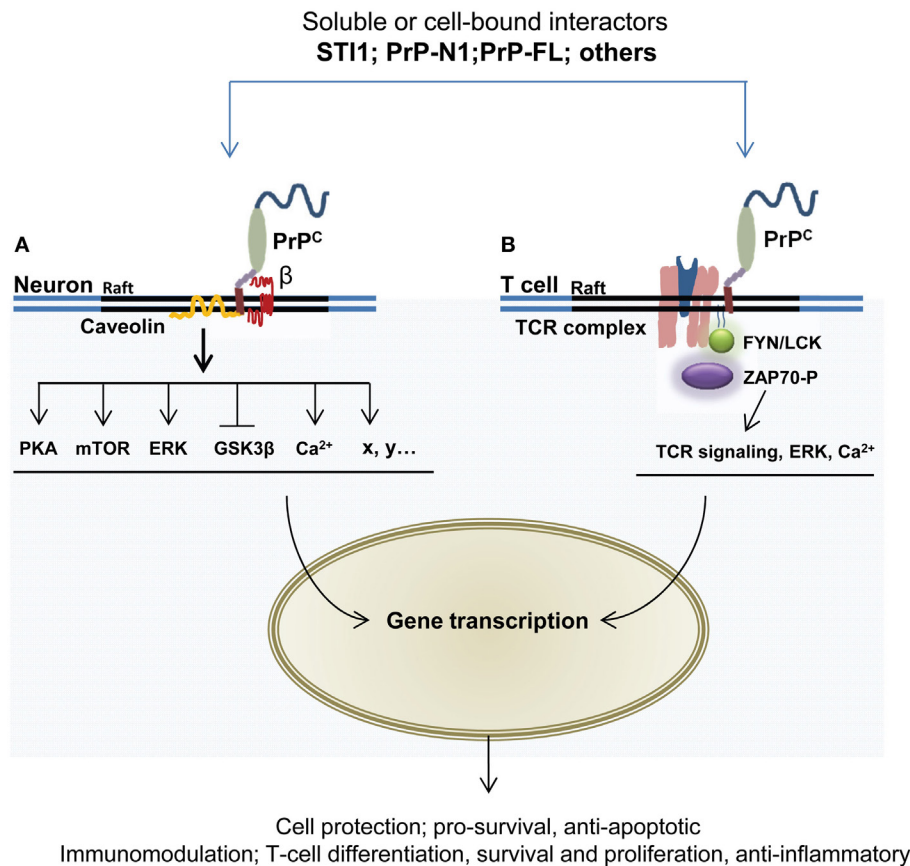 Soluble or cell-bound interactors
STI1; PrP-N1;PrP-FL; others
A
PrPᶜ
β
Neuron
Raft
Caveolin
PKA
mTOR
ERK
GSK3β
Ca²⁺
x, y...
B
PrPᶜ
T cell
Raft
TCR complex
FYN/LCK
ZAP70-P
TCR signaling, ERK, Ca²⁺
Gene transcription
Cell protection; pro-survival, anti-apoptotic
Immunomodulation; T-cell differentiation, survival and proliferation, anti-inflammatory